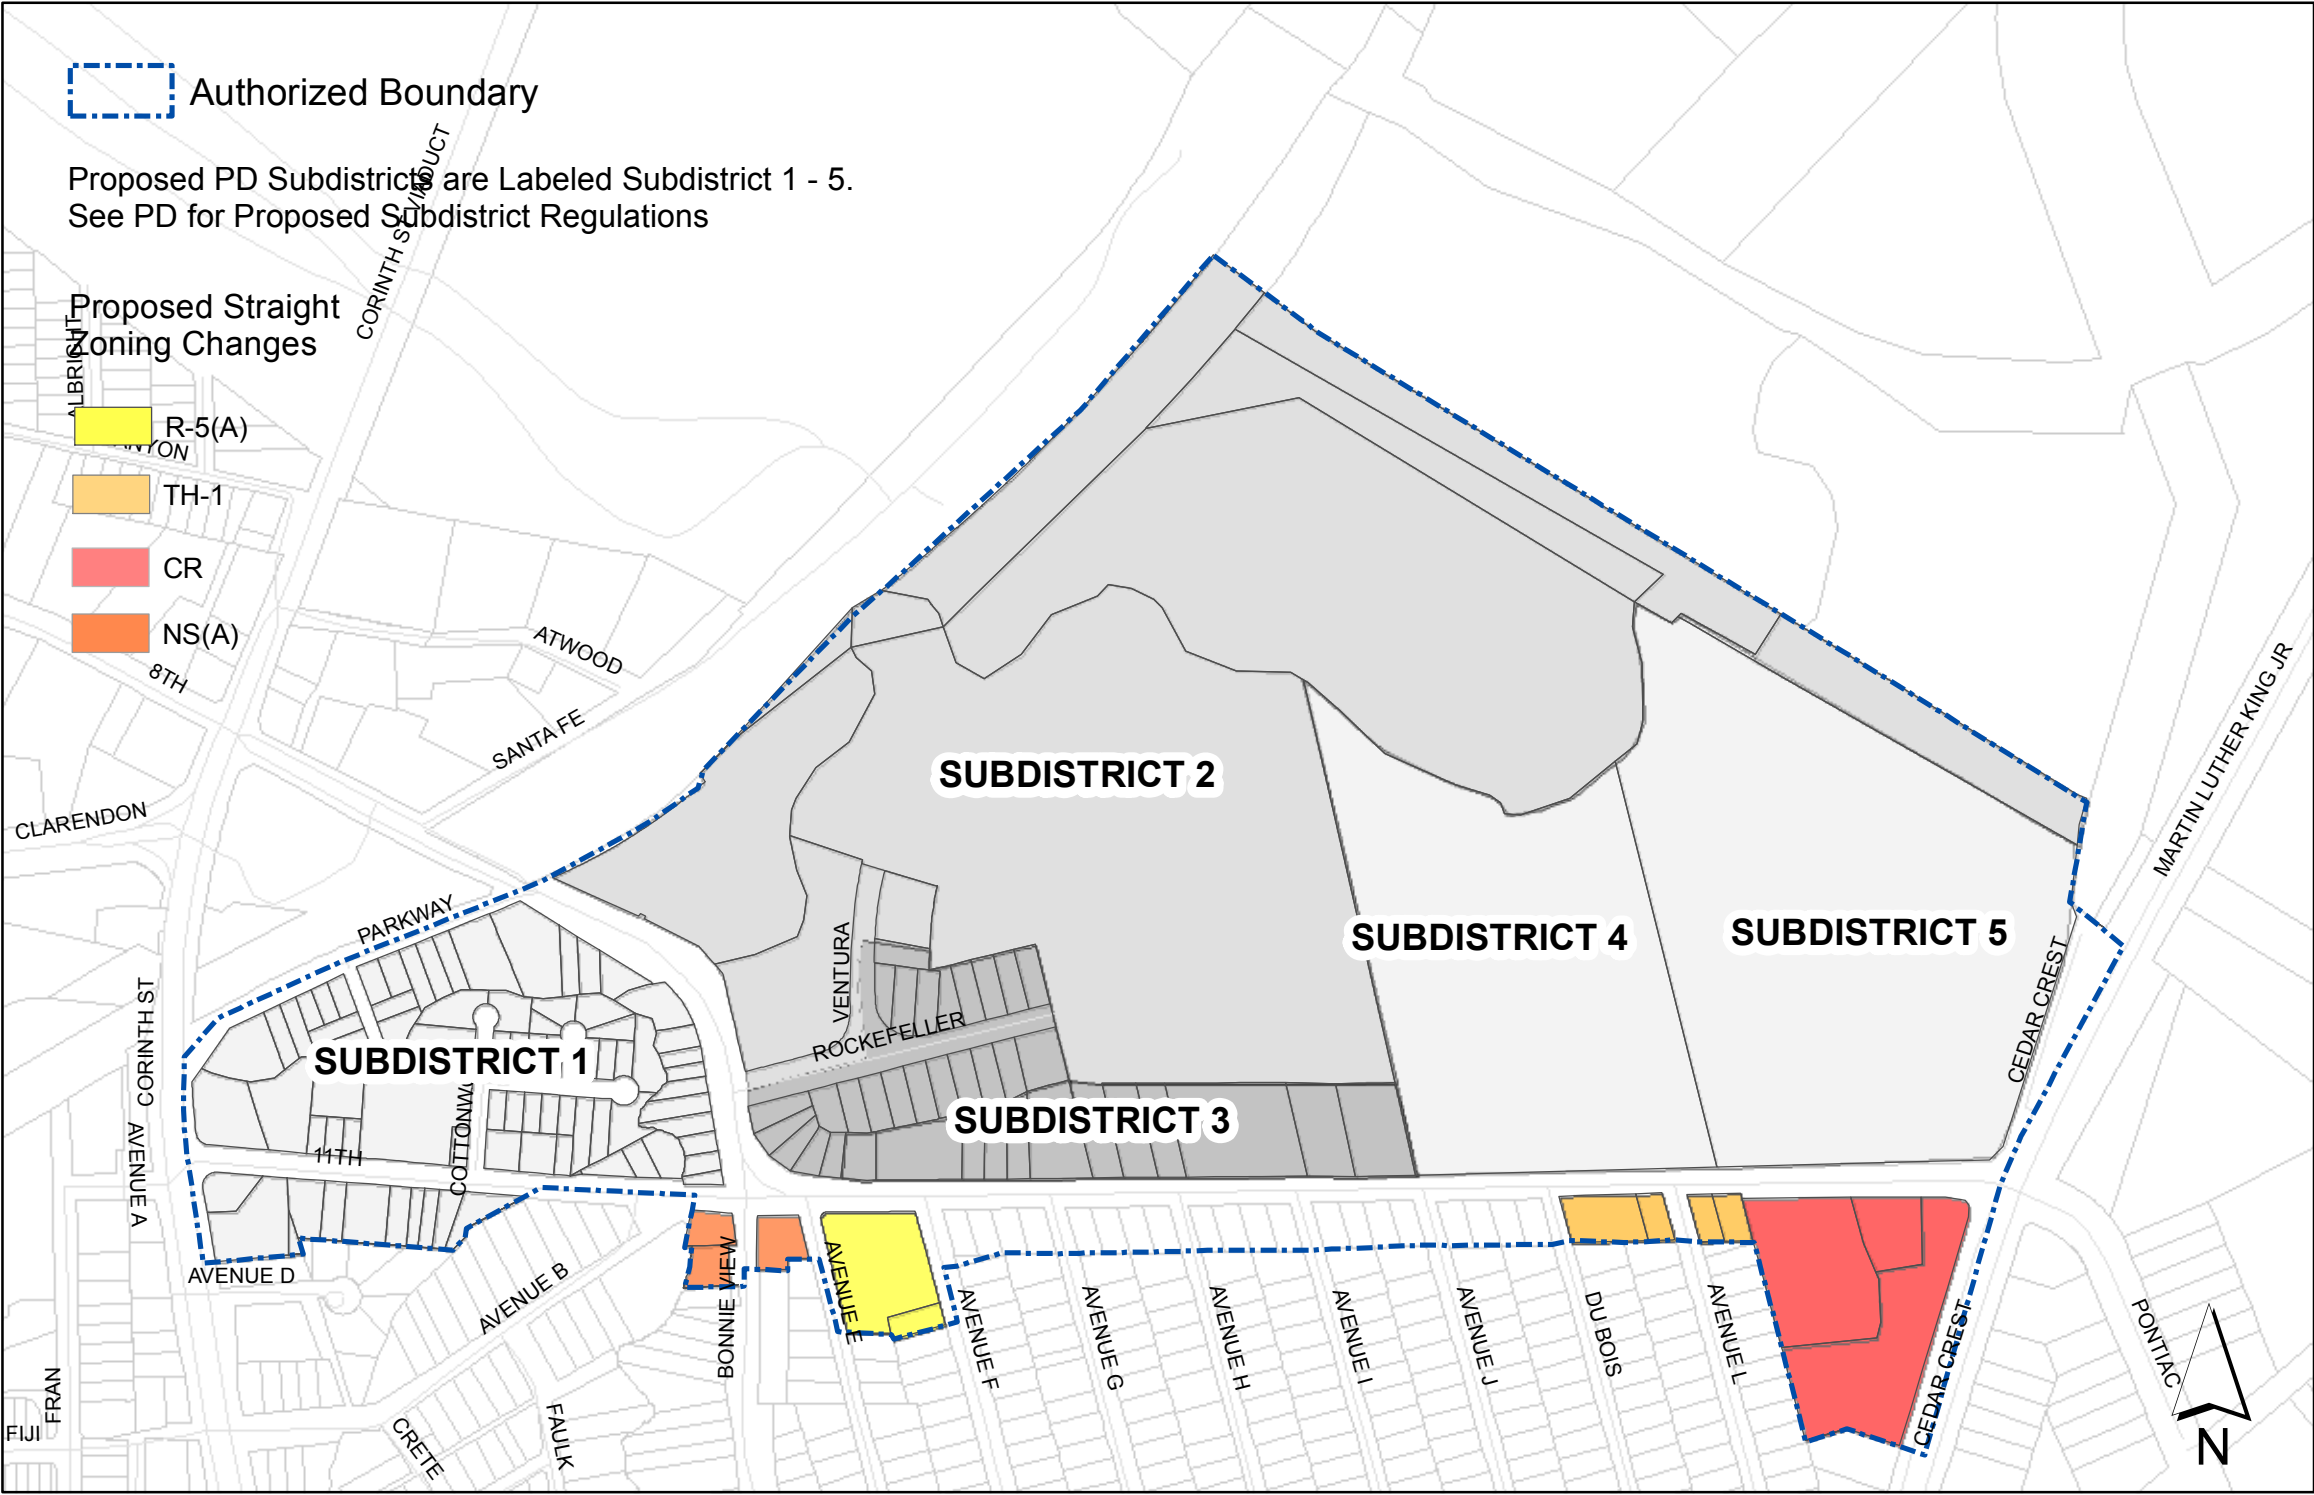 Authorized Boundary
Proposed PD Subdistricts are Labeled Subdistrict 1 - 5.
See PD for Proposed Subdistrict Regulations
CORINTH ST VIADUCT
Proposed Straight
Zoning Changes
ALBRIGHT
R-5(A)
TH-1
CR
NS(A)
8TH
ATWOOD
SANTA FE
CLARENDON
PARKWAY
MARTIN LUTHER KING JR
SUBDISTRICT 2
SUBDISTRICT 4
SUBDISTRICT 5
VENTURA
CEDAR CREST
CORINTH ST
ROCKEFELLER
SUBDISTRICT 1
SUBDISTRICT 3
11TH
AVENUE A
AVENUE D
AVENUE B
BONNIE VIEW
AVENUE E
AVENUE F
AVENUE G
AVENUE H
AVENUE I
AVENUE J
DU BOIS
AVENUE L
CEDAR CREST
PONTIAC
FRAN
FIJI
CRETE
FAULK
N